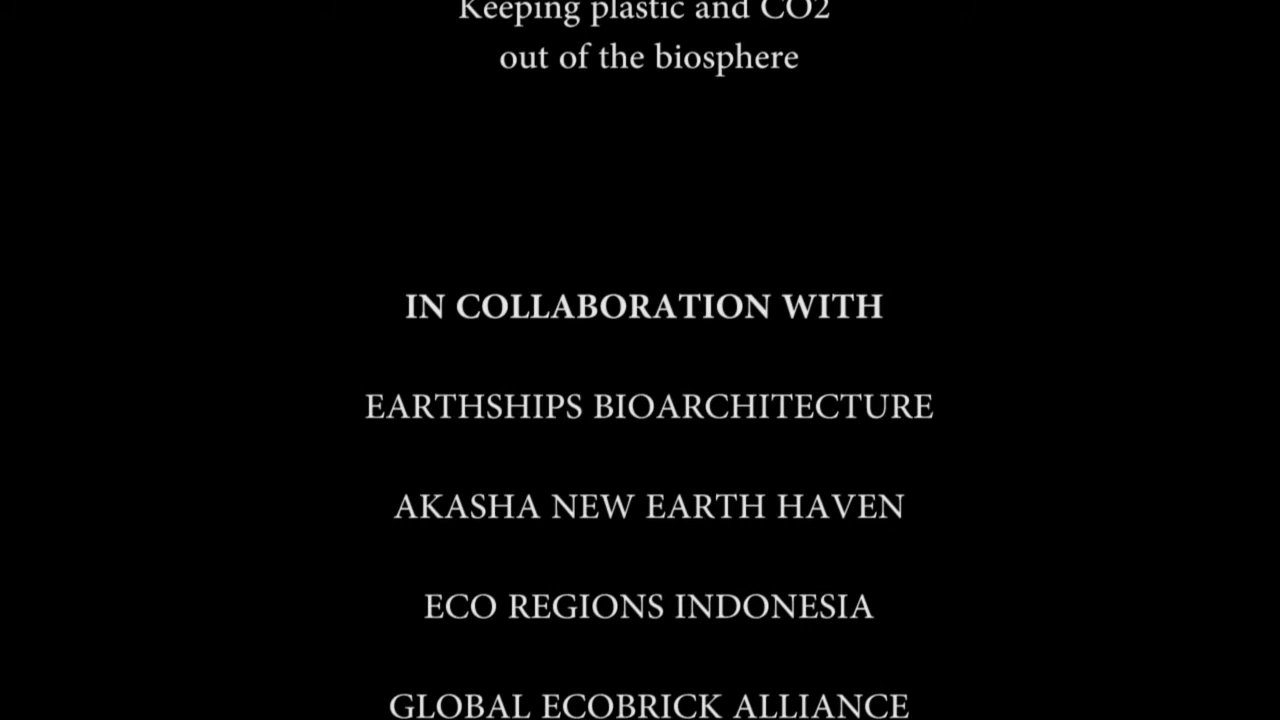 Keeping plastic and CO2
out of the biosphere
IN COLLABORATION WITH
EARTHSHIPS BIOARCHITECTURE
AKASHA NEW EARTH HAVEN
ECO REGIONS INDONESIA
GLOBAL ECOBRICK ALLIANCE